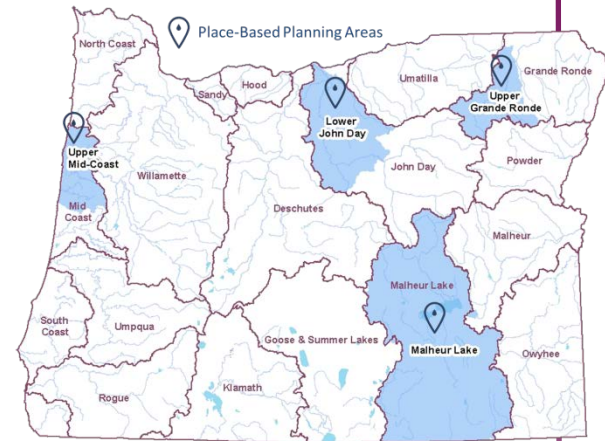 Place-Based Planning Areas
North Coast
Sandy
Hood
Umatilla
Grande Ronde
Upper
Grande Ronde
Lower
John Day
Upper
Mid-Coast
Willamette
John Day
Powder
Mid
Coast
Deschutes
Malheur
Malheur Lake
South
Coast
Umpqua
Goose & Summer Lakes
Malheur Lake
Owyhee
Rogue
Klamath